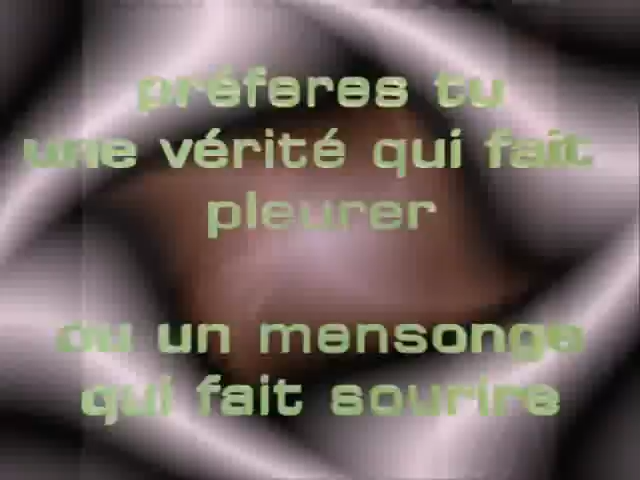 préferes tu
une vérité qui fait
pleurer
ou un mensonge
qui fait sourire